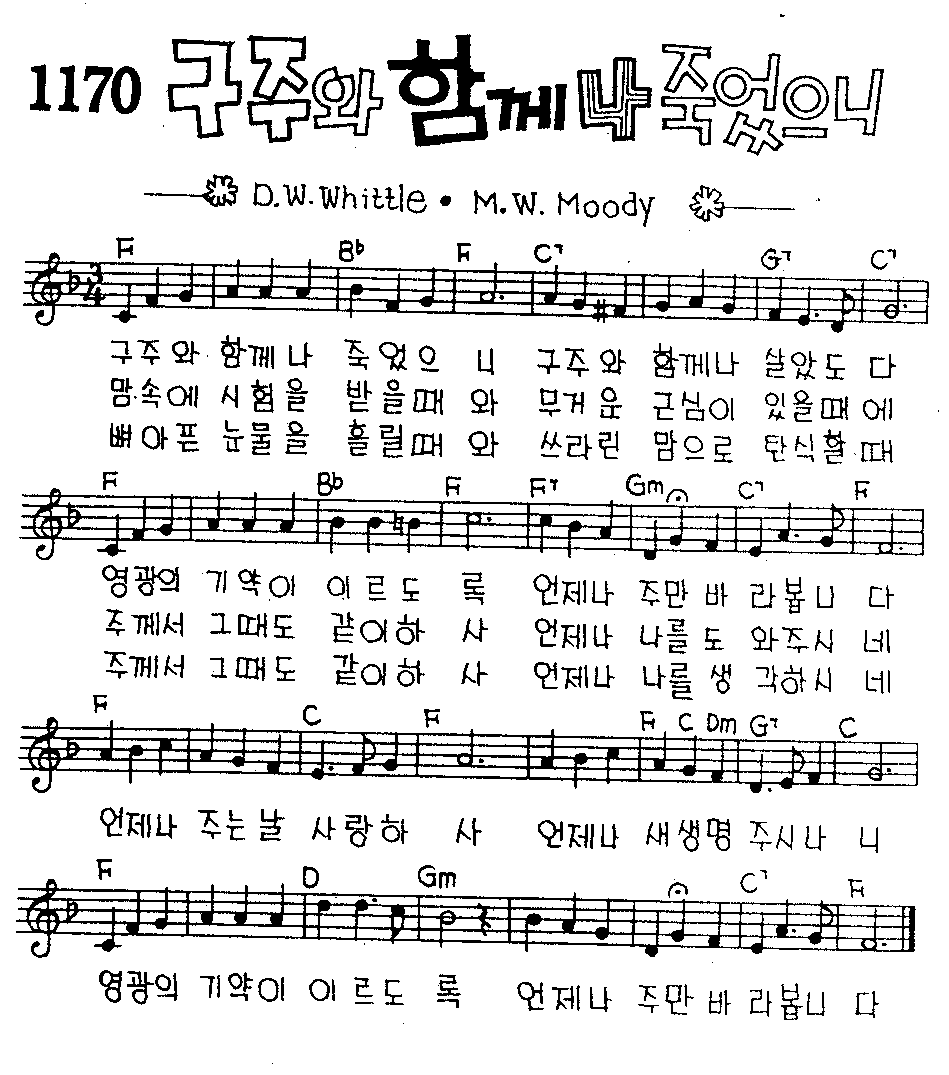 1170 구주와 함께 나 죽었으니
D.W.Whittle • M.W. Moody
F B♭ F C7 G7 C7
3/4
구주와 함께나 죽었으 니 구주와 함께나 살았도 다
맘속에 시험을 받을때 와 무거운 근심이 있을때 에
뼈아픈 눈물을 흘릴때 와 쓰라린 맘으로 탄식할 때
F B♭ F F7 Gm C7 F
영광의 기약이 이르도 록 언제나 주만 바 라봅니 다
주께서 그때도 같이하 사 언제나 나를 도 와주시 네
주께서 그때도 같이하 사 언제나 나를 생 각하시 네
F C F F C Dm G7 C
언제나 주는날 사랑하 사 언제나 새생명 주시나 니
F D Gm C7 F
영광의 기약이 이르도 록 언제나 주만 바 라봅니 다